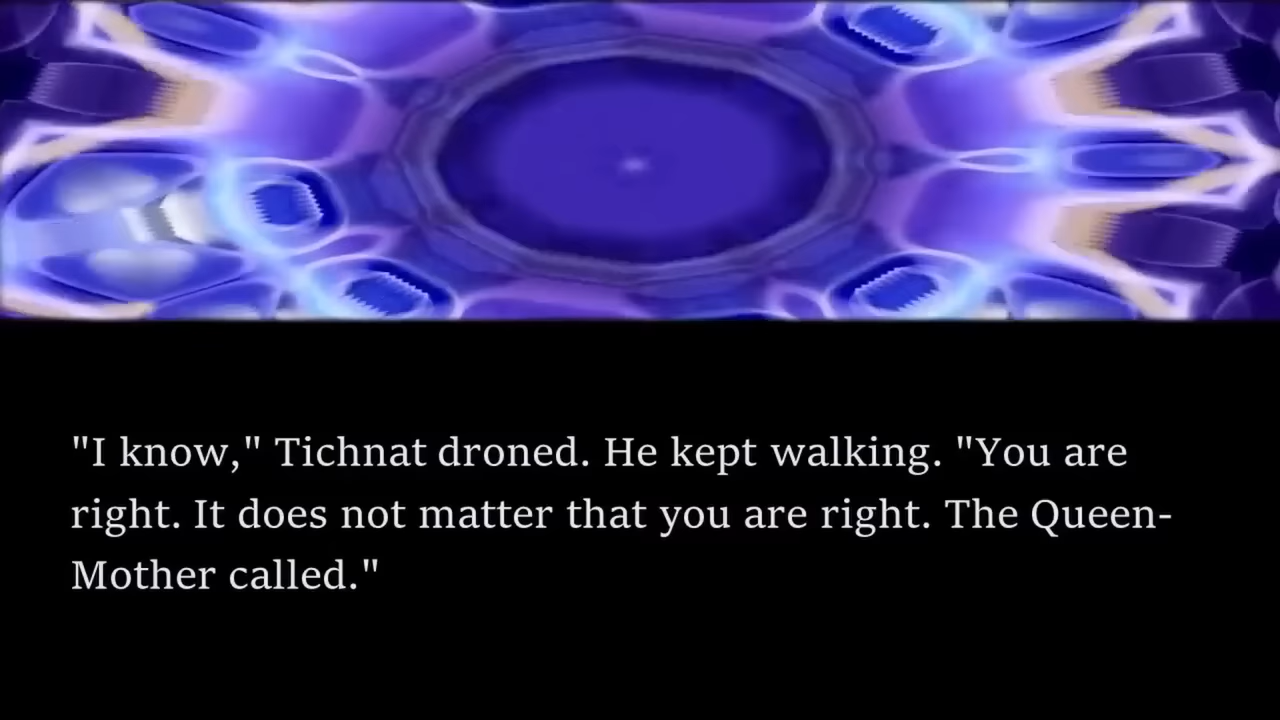 "I know," Tichnat droned. He kept walking. "You are
right. It does not matter that you are right. The Queen-
Mother called."